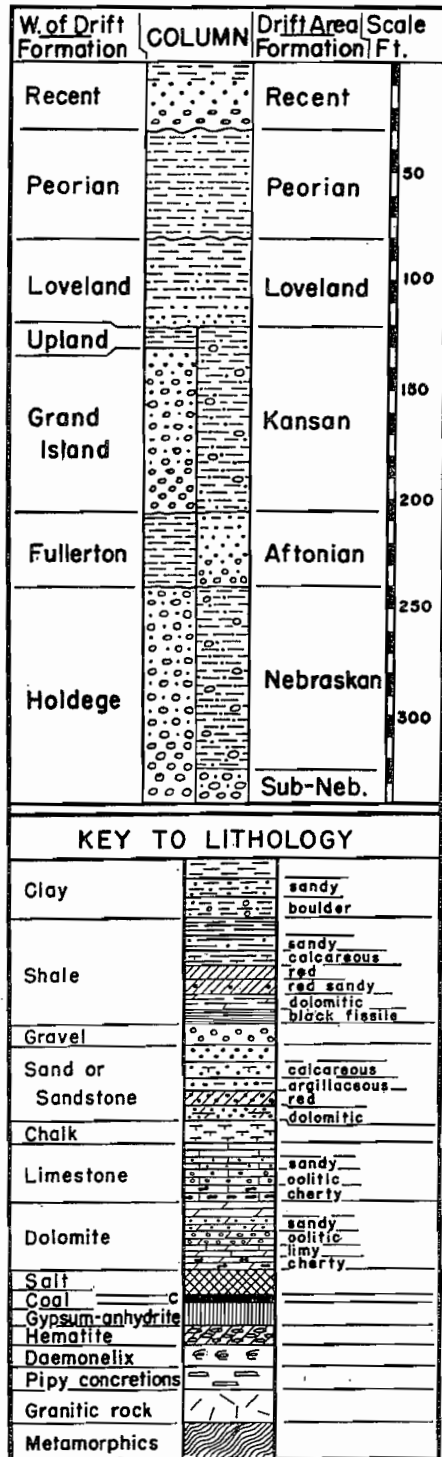 W. of Drift Formation COLUMN Drift Area Formation Scale Ft.
Recent Recent
50
Peorian Peorian
100
Loveland Loveland
Upland
150
Grand Island Kansan
200
Fullerton Aftonian
250
Holdege Nebraskan
300
Sub-Neb.
KEY TO LITHOLOGY
Clay
sandy
boulder
Shale
sandy
calcareous
red
red sandy
dolomitic
black fissile
Gravel
Sand or
Sandstone
calcareous
argillaceous
red
dolomitic
Chalk
Limestone
sandy
oolitic
cherty
Dolomite
sandy
oolitic
limy
cherty
Salt
Coal C
Gypsum-anhydrite
Hematite
Daemonelix
Pipy concretions
Granitic rock
Metamorphics